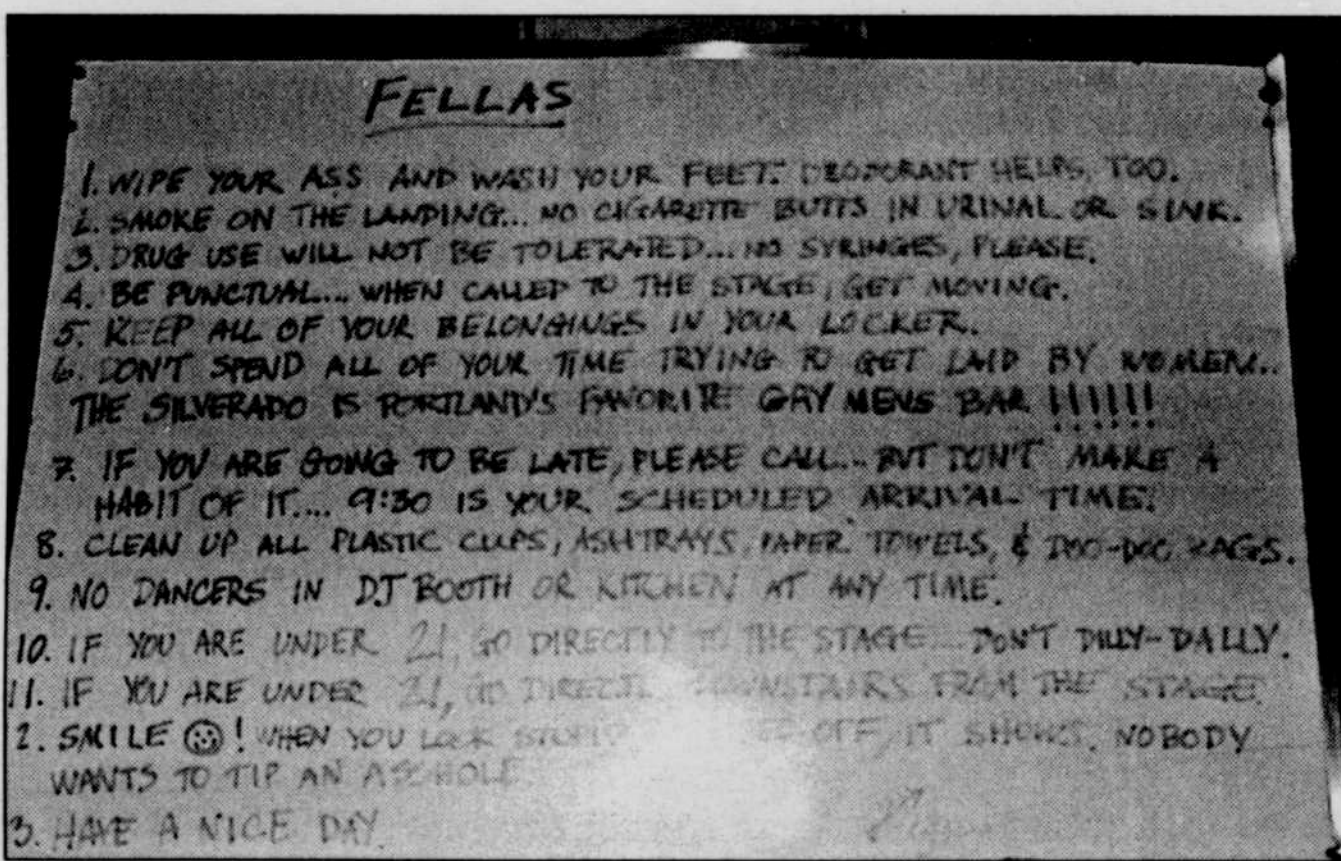 FELLAS
1. WIPE YOUR ASS AND WASH YOUR FEET. DEODORANT HELPS, TOO.
2. SMOKE ON THE LANDING... NO CIGARETTE BUTTS IN URINAL OR SINK.
3. DRUG USE WILL NOT BE TOLERATED... NO SYRINGES, PLEASE.
4. BE PUNCTUAL... WHEN CALLED TO THE STAGE, GET MOVING.
5. KEEP ALL OF YOUR BELONGINGS IN YOUR LOCKER.
6. DON'T SPEND ALL OF YOUR TIME TRYING TO GET LAID BY WOMEN...
THE SILVERADO IS PORTLAND'S FAVORITE GAY MENS BAR !!!!!!
7. IF YOU ARE GOING TO BE LATE, PLEASE CALL... BUT DON'T MAKE A
HABIT OF IT.... 9:30 IS YOUR SCHEDULED ARRIVAL TIME.
8. CLEAN UP ALL PLASTIC CUPS, ASHTRAYS, PAPER TOWELS, & DOO-DOO RAGS.
9. NO DANCERS IN DJ BOOTH OR KITCHEN AT ANY TIME.
10. IF YOU ARE UNDER 21, GO DIRECTLY TO THE STAGE... DON'T DILLY-DALLY.
11. IF YOU ARE UNDER 21, GO DOWNSTAIRS FROM THE STAGE.
2. SMILE ! WHEN YOU LOOK OFF, IT SHOWS. NOBODY
WANTS TO TIP AN ASSHOLE
3. HAVE A NICE DAY.